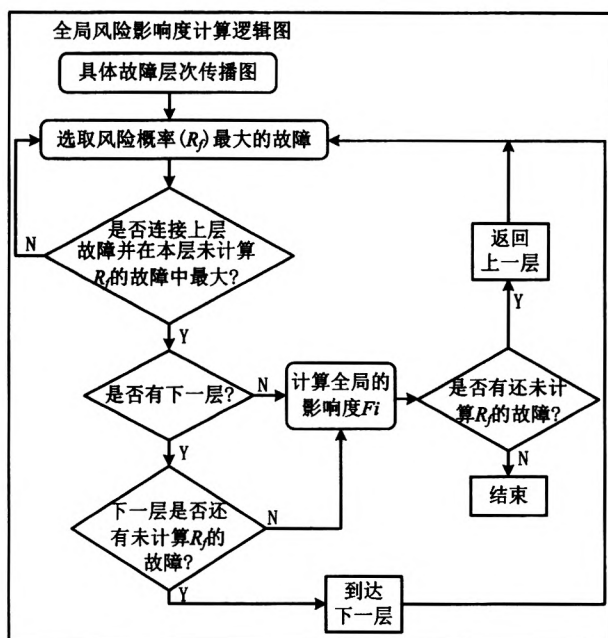 全局风险影响度计算逻辑图
具体故障层次传播图
选取风险概率(Rf)最大的故障
N
是否连接上层
故障并在本层未计算
Rf的故障中最大?
Y
返回
上一层
Y
是否有下一层?
N
计算全局的
影响度Fi
是否有还未计
算Rf的故障?
Y
N
结束
下一层是否还
有未计算Rf的
故障?
N
Y
到达
下一层